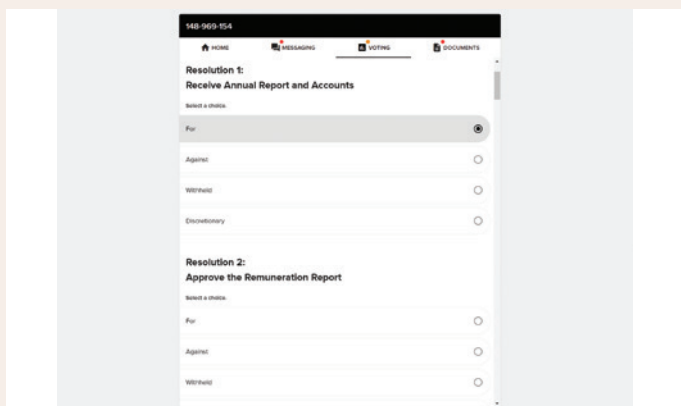 148-969-154
HOME MESSAGING VOTING DOCUMENTS
Resolution 1:
Receive Annual Report and Accounts
Select a choice.
For
Against
Withheld
Discretionary
Resolution 2:
Approve the Remuneration Report
Select a choice.
For
Against
Withheld